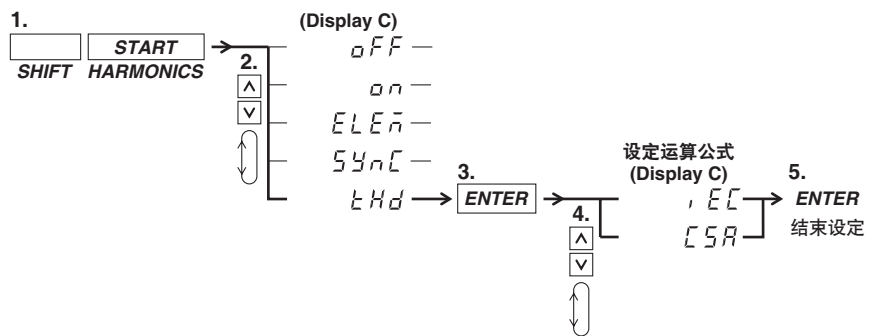 1.
(Display C)
START
SHIFT HARMONICS
2.
oFF
on
ELEM
SYnC
tHd
3.
ENTER
4.
设定运算公式
(Display C)
iEC
CSA
5.
ENTER
结束设定